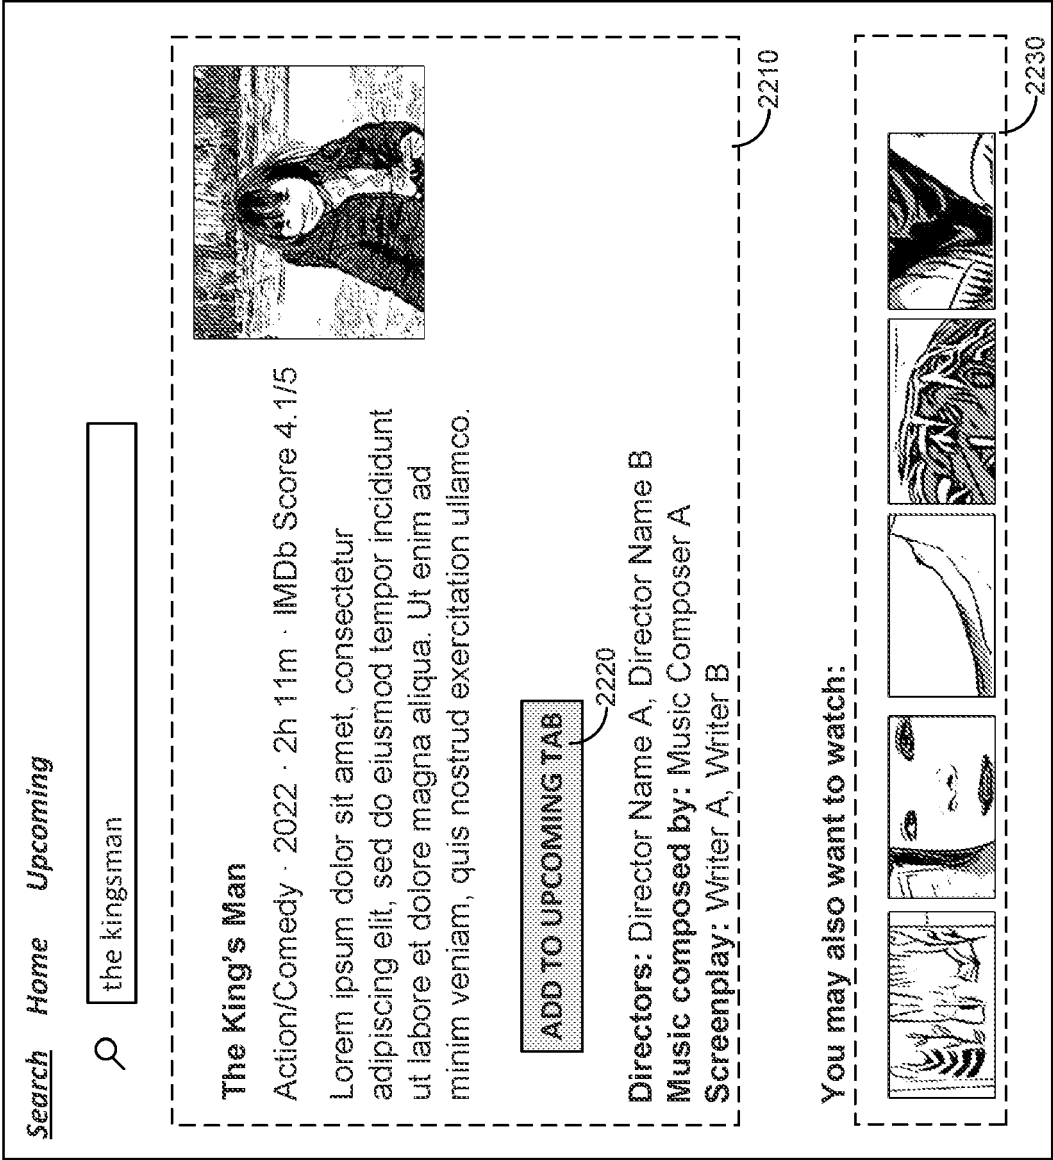 Search Home Upcoming
the kingsman
The King's Man
Action/Comedy · 2022 · 2h 11m · IMDb Score 4.1/5
Lorem ipsum dolor sit amet, consectetur
adipiscing elit, sed do eiusmod tempor incididunt
ut labore et dolore magna aliqua. Ut enim ad
minim veniam, quis nostrud exercitation ullamco.
ADD TO UPCOMING TAB
2220
Directors: Director Name A, Director Name B
Music composed by: Music Composer A
Screenplay: Writer A, Writer B
2210
You may also want to watch:
2230